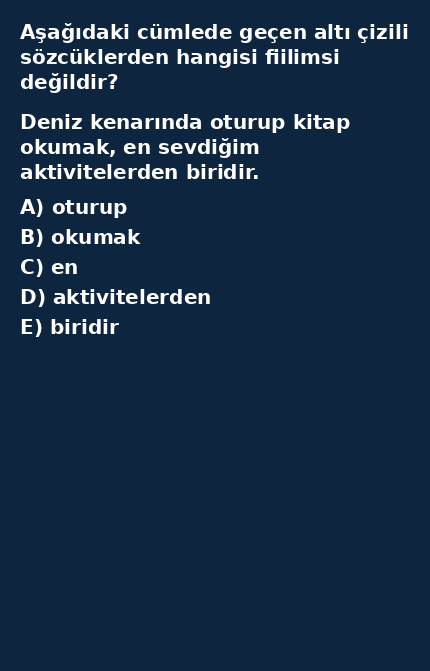 Aşağıdaki cümlede geçen altı çizili
sözcüklerden hangisi fiilimsi
değildir?
Deniz kenarında oturup kitap
okumak, en sevdiğim
aktivitelerden biridir.
A) oturup
B) okumak
C) en
D) aktivitelerden
E) biridir